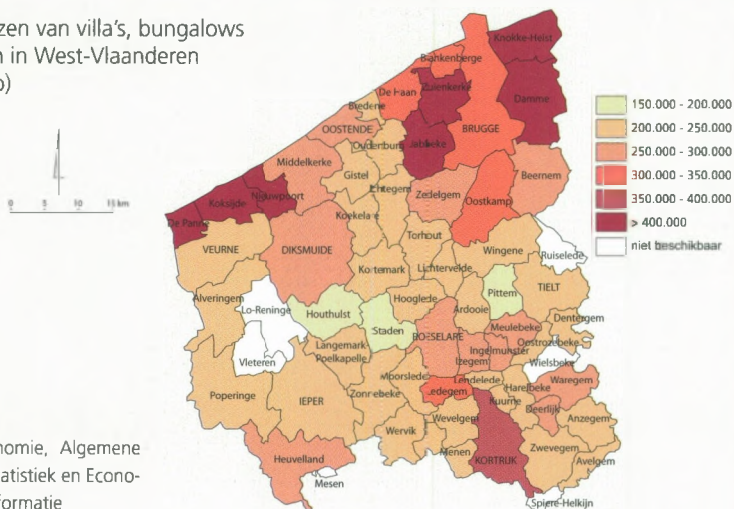 zen van villa's, bungalows
in West-Vlaanderen
Knokke-Heist
Blankenberge
Zuienkerke
De Haan
Damme
Bredene
OOSTENDE
BRUGGE
Oudenburg
Jabbeke
Middelkerke
Gistel
Ichtegem
Zedelgem
Beernem
Oostkamp
Koksijde
Nieuwpoort
De Panne
Koekelare
Torhout
VEURNE
DIKSMUIDE
Wingene
Ruiselede
Kortemark
Lichtervelde
Alveringem
Lo-Reninge
Houthulst
Hooglede
Pittem
TIELT
Staden
Ardooie
Dentergem
Langemark
Poelkapelle
ROESELARE
Meulebeke
Oostrozebeke
Ingelmunster
Izegem
Wielsbeke
Vleteren
Moorslede
Ledegem
Lendelede
Harelbeke
Waregem
Poperinge
IEPER
Zonnebeke
Kuurne
Deerlijk
Wevelgem
Anzegem
Wervik
Menen
KORTRIJK
Zwevegem
Avelgem
Heuvelland
Mesen
Spiere-Helkijn
150.000 - 200.000
200.000 - 250.000
250.000 - 300.000
300.000 - 350.000
350.000 - 400.000
> 400.000
niet beschikbaar
0 5 10 15 km
nomie, Algemene
atistiek en Econo-
formatie